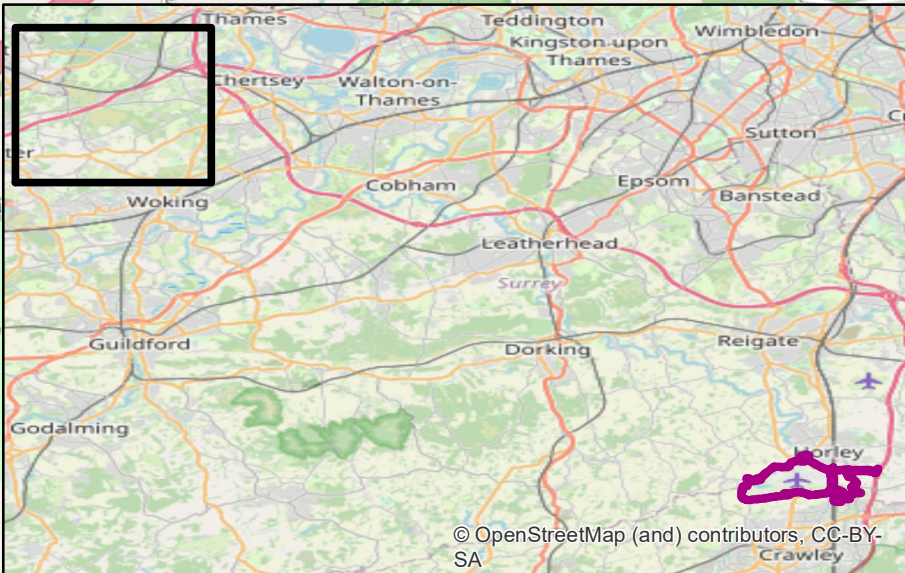 Thames
Teddington
Kingston upon
Thames
Wimbledon
Chertsey
Walton-on-
Thames
Sutton
ter
Cobham
Epsom
Banstead
Woking
Leatherhead
Surrey
Guildford
Dorking
Reigate
Godalming
Horley
© OpenStreetMap (and) contributors, CC-BY-
SA
Crawley